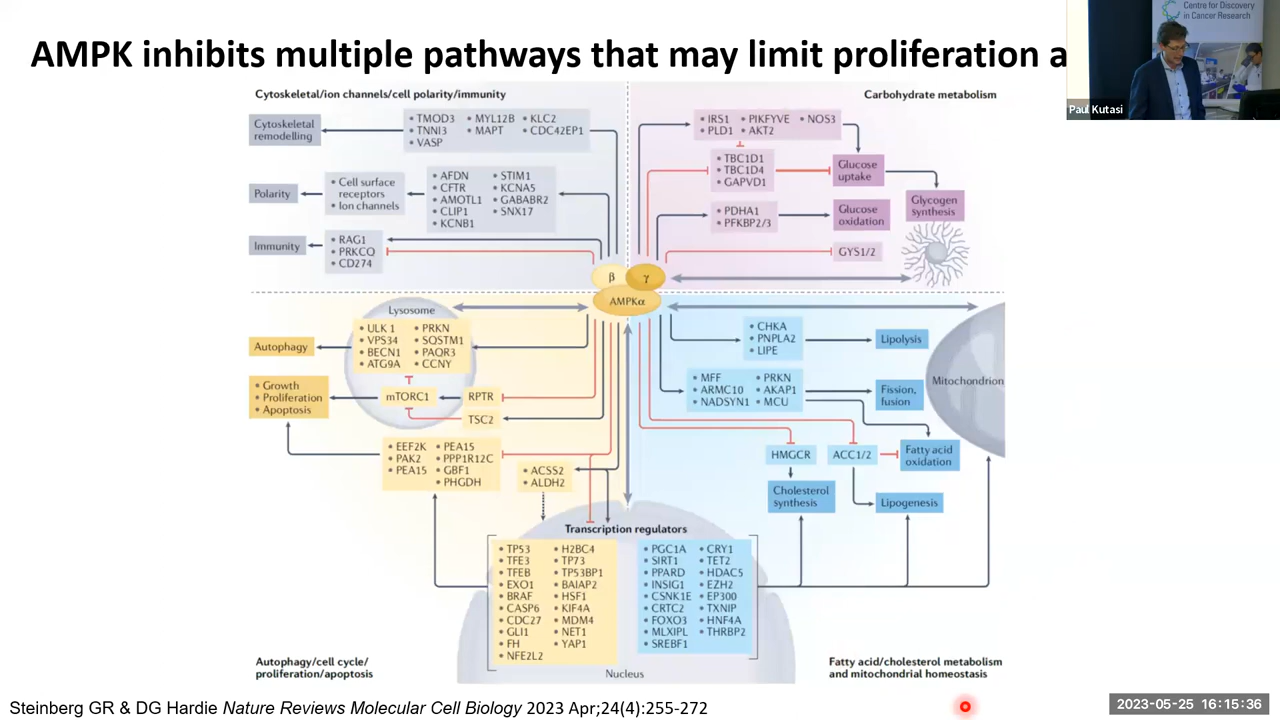 AMPK inhibits multiple pathways that may limit proliferation a
Centre for Discovery
in Cancer Research
Paul Kutasi
Cytoskeletal/ion channels/cell polarity/immunity
Carbohydrate metabolism
Cytoskeletal
remodelling
• TMOD3 • MYL12B • KLC2
• TNNI3 • MAPT • CDC42EP1
• VASP
Polarity
• Cell surface
receptors
• Ion channels
• AFDN • STIM1
• CFTR • KCNA5
• AMOTL1 • GABABR2
• CLIP1 • SNX17
• KCNB1
Immunity
• RAG1
• PRKCQ
• CD274
• IRS1 • PIKFYVE • NOS3
• PLD1 • AKT2
• TBC1D1
• TBC1D4
• GAPVD1
Glucose
uptake
• PDHA1
• PFKBP2/3
Glucose
oxidation
Glycogen
synthesis
GYS1/2
β
γ
AMPKα
Lysosome
Autophagy
• ULK 1 • PRKN
• VPS34 • SQSTM1
• BECN1 • PAQR3
• ATG9A • CCNY
• Growth
• Proliferation
• Apoptosis
mTORC1
RPTR
TSC2
• EEF2K • PEA15
• PAK2 • PPP1R12C
• PEA15 • GBF1
• PHGDH
• ACSS2
• ALDH2
• CHKA
• PNPLA2
• LIPE
Lipolysis
Mitochondrion
• MFF • PRKN
• ARMC10 • AKAP1
• NADSYN1 • MCU
Fission,
fusion
HMGCR
ACC1/2
Fatty acid
oxidation
Cholesterol
synthesis
Lipogenesis
Transcription regulators
• TP53 • H2BC4
• TFE3 • TP73
• TFEB • TP53BP1
• EXO1 • BAIAP2
• BRAF • HSF1
• CASP6 • KIF4A
• CDC27 • MDM4
• GLI1 • NET1
• FH • YAP1
• NFE2L2
• PGC1A • CRY1
• SIRT1 • TET2
• PPARD • HDAC5
• INSIG1 • EZH2
• CSNK1E • EP300
• CRTC2 • TXNIP
• FOXO3 • HNF4A
• MLXIPL • THRBP2
• SREBF1
Nucleus
Autophagy/cell cycle/
proliferation/apoptosis
Fatty acid/cholesterol metabolism
and mitochondrial homeostasis
Steinberg GR & DG Hardie Nature Reviews Molecular Cell Biology 2023 Apr;24(4):255-272
2023-05-25 16:15:36